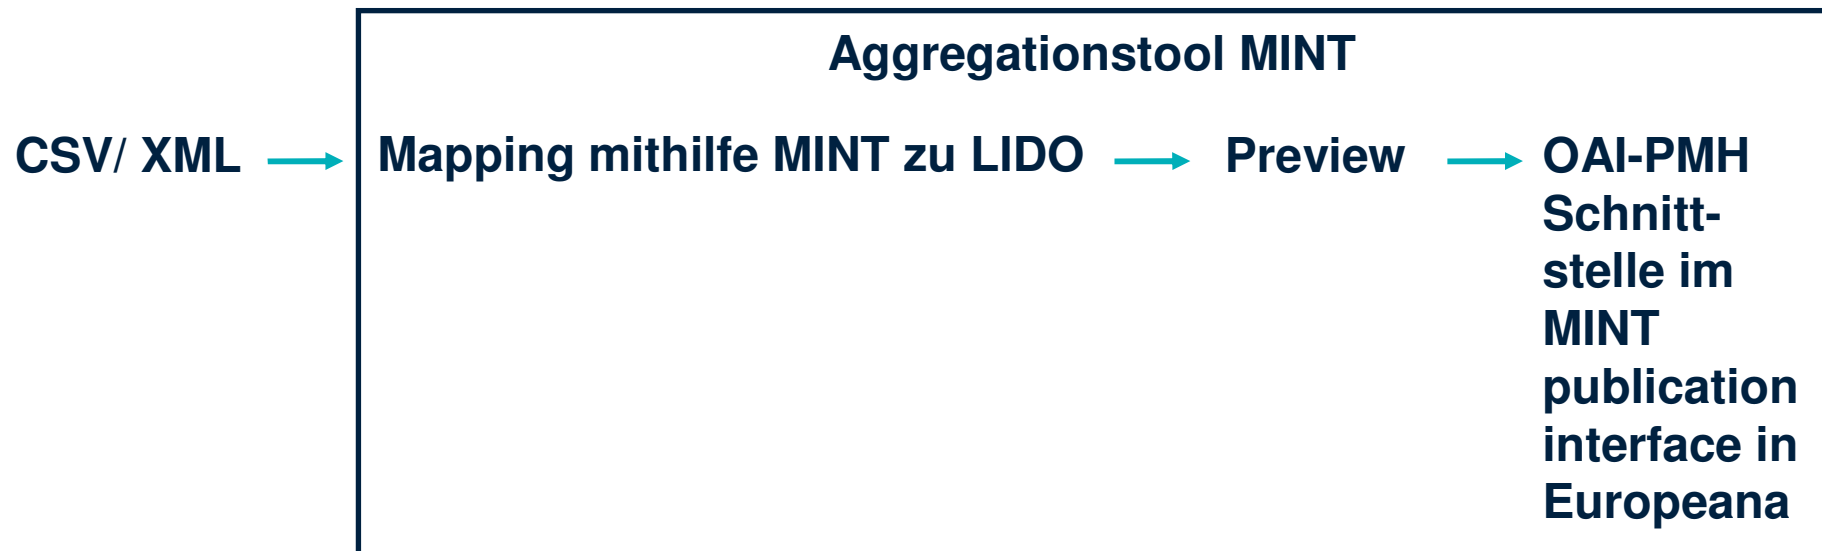 Aggregationstool MINT
CSV/ XML
Mapping mithilfe MINT zu LIDO
Preview
OAI-PMH
Schnitt-
stelle im
MINT
publication
interface in
Europeana